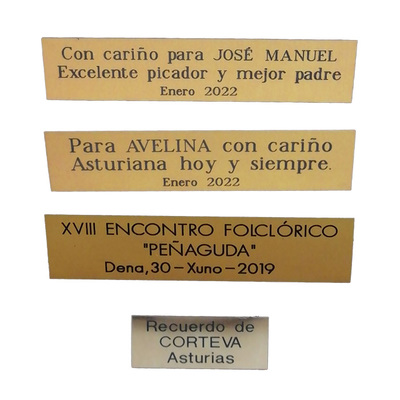 Con cariño para JOSÉ MANUEL
Excelente picador y mejor padre
Enero 2022
Para AVELINA con cariño
Asturiana hoy y siempre.
Enero 2022
XVIII ENCONTRO FOLCLÓRICO
"PEÑAGUDA"
Dena,30-Xuno-2019
Recuerdo de
CORTEVA
Asturias